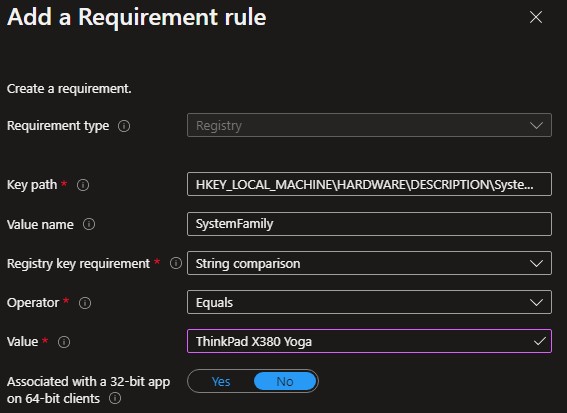 Add a Requirement rule
Create a requirement.
Requirement type
Registry
Key path *
HKEY_LOCAL_MACHINE\HARDWARE\DESCRIPTION\Syste...
Value name
SystemFamily
Registry key requirement *
String comparison
Operator *
Equals
Value *
ThinkPad X380 Yoga
Associated with a 32-bit app
on 64-bit clients
Yes No